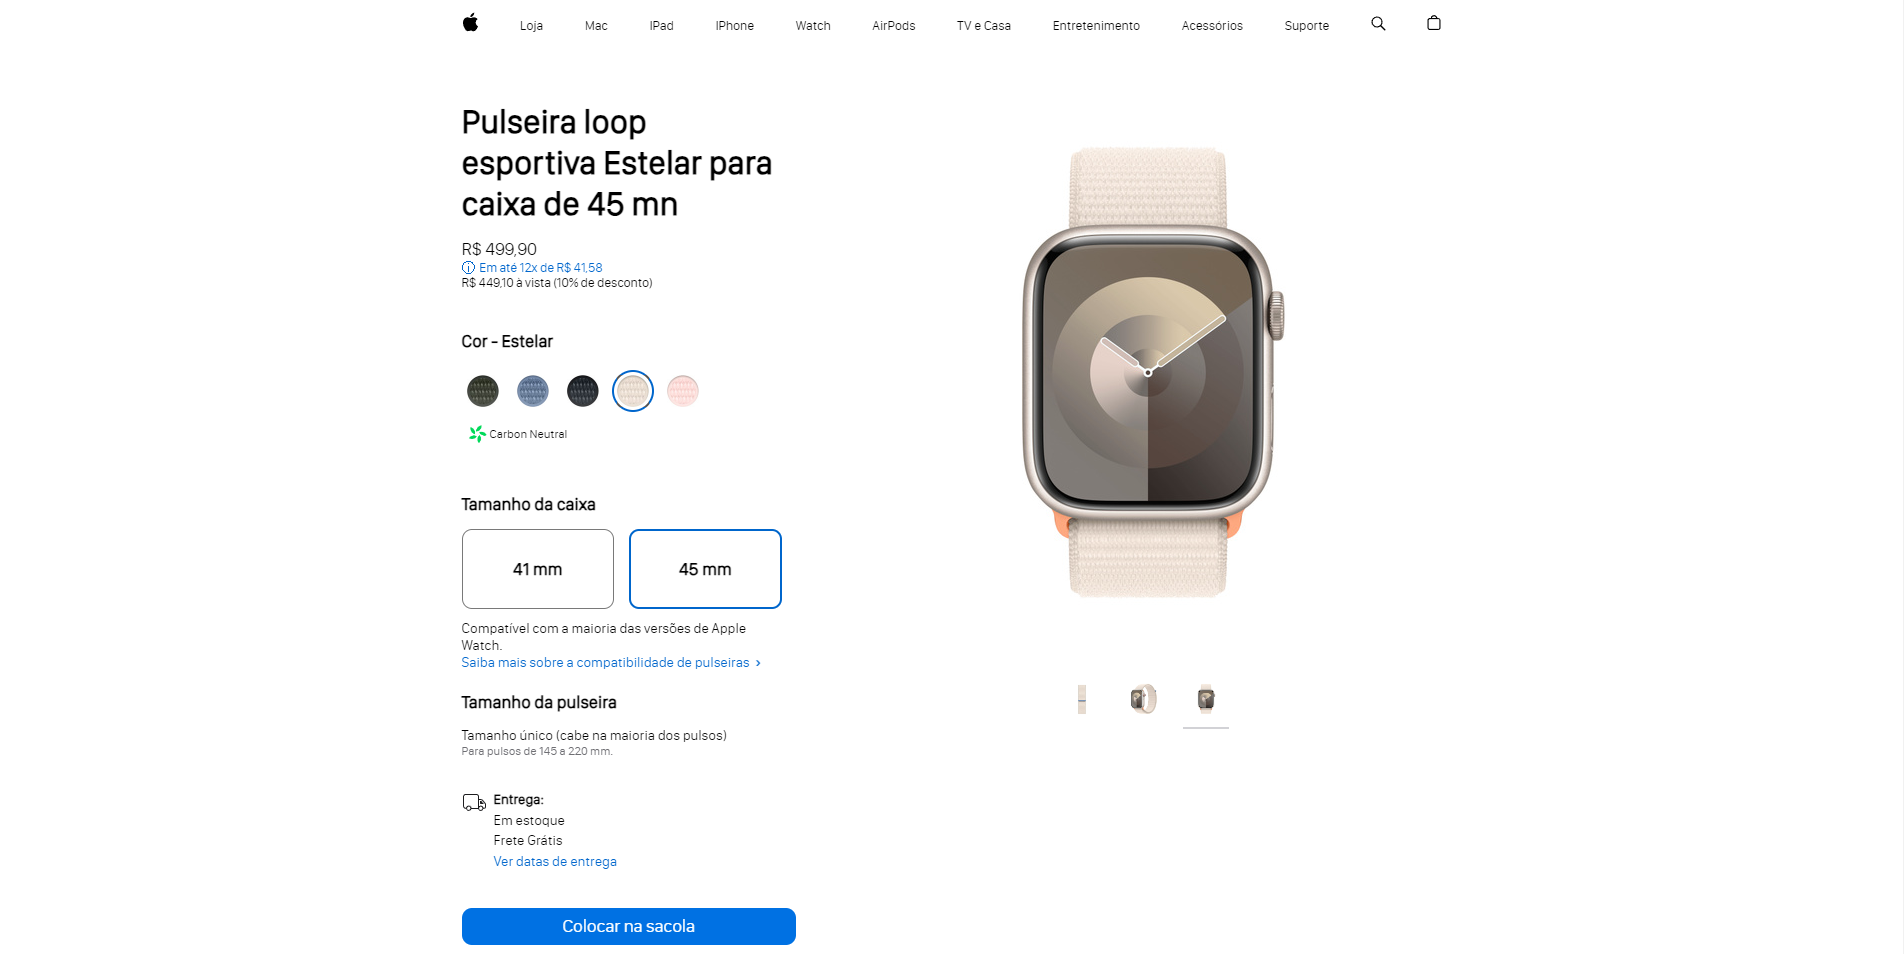 Loja Mac IPad IPhone Watch AirPods TV e Casa Entretenimento Acessórios Suporte
Pulseira loop
esportiva Estelar para
caixa de 45 mn
R$ 499,90
Em até 12x de R$ 41,58
R$ 449,10 à vista (10% de desconto)
Cor - Estelar
Carbon Neutral
Tamanho da caixa
41 mm
45 mm
Compatível com a maioria das versões de Apple
Watch.
Saiba mais sobre a compatibilidade de pulseiras
Tamanho da pulseira
Tamanho único (cabe na maioria dos pulsos)
Para pulsos de 145 a 220 mm.
Entrega:
Em estoque
Frete Grátis
Ver datas de entrega
Colocar na sacola